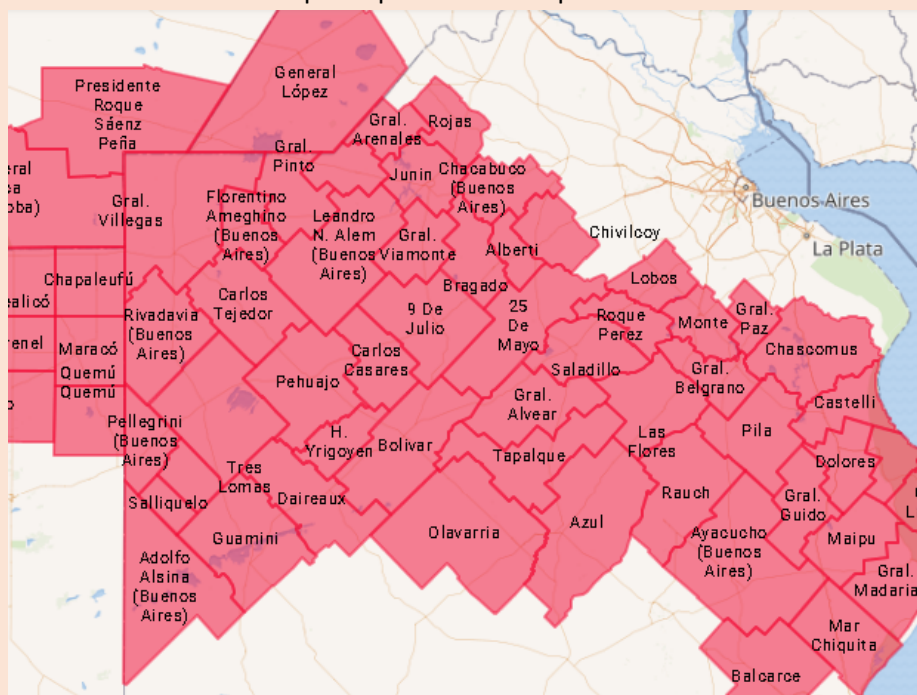 General
López
Presidente
Roque
Sáenz
Peña
Gral.
Arenales
Rojas
Gral.
Pinto
Junin
Chacabuco
(Buenos
Aires)
Gral.
Villegas
Florentino
Ameghino
(Buenos
Aires)
Leandro
N. Alem
(Buenos
Aires)
Gral.
Viamonte
Alberti
Chivilcoy
Buenos Aires
La Plata
Chapaleufú
Bragado
Lobos
Rivadavia
(Buenos
Aires)
Carlos
Tejedor
9 De
Julio
25
De
Mayo
Roque
Perez
Monte
Gral.
Paz
Chascomus
Maracó
Quemú
Quemú
Pehuajo
Carlos
Casares
Saladillo
Gral.
Belgrano
Castelli
Gral.
Alvear
Pellegrini
(Buenos
Aires)
H.
Yrigoyen
Bolivar
Tapalque
Las
Flores
Pila
Dolores
Tres
Lomas
Salliquelo
Daireaux
Rauch
Gral.
Guido
Guamini
Olavarria
Azul
Ayacucho
(Buenos
Aires)
Maipu
Adolfo
Alsina
(Buenos
Aires)
Gral.
Madaria
Mar
Chiquita
Balcarce